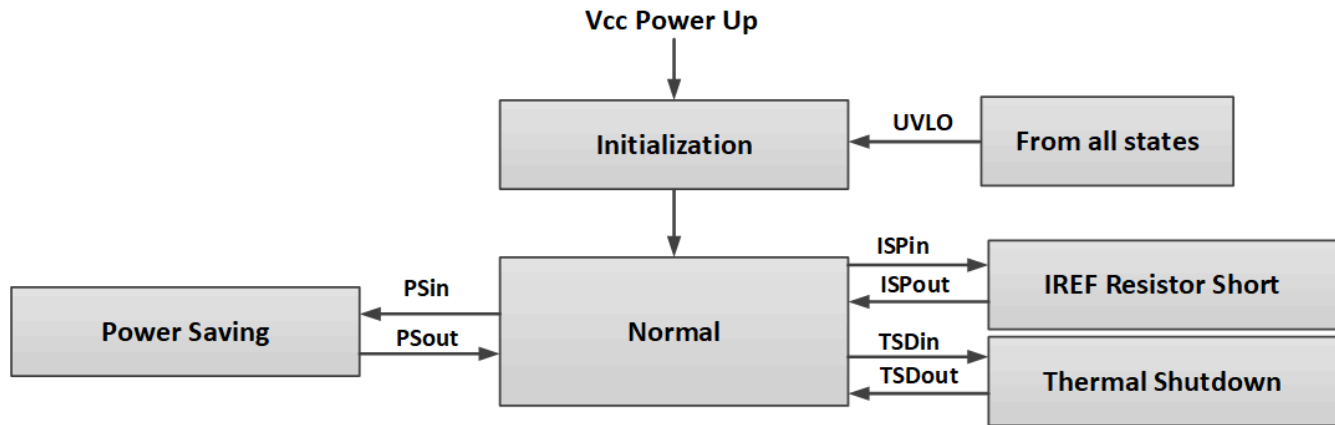 Vcc Power Up
Initialization
UVLO
From all states
Power Saving
PSin
PSout
Normal
ISPin
ISPout
IREF Resistor Short
TSDin
TSDout
Thermal Shutdown